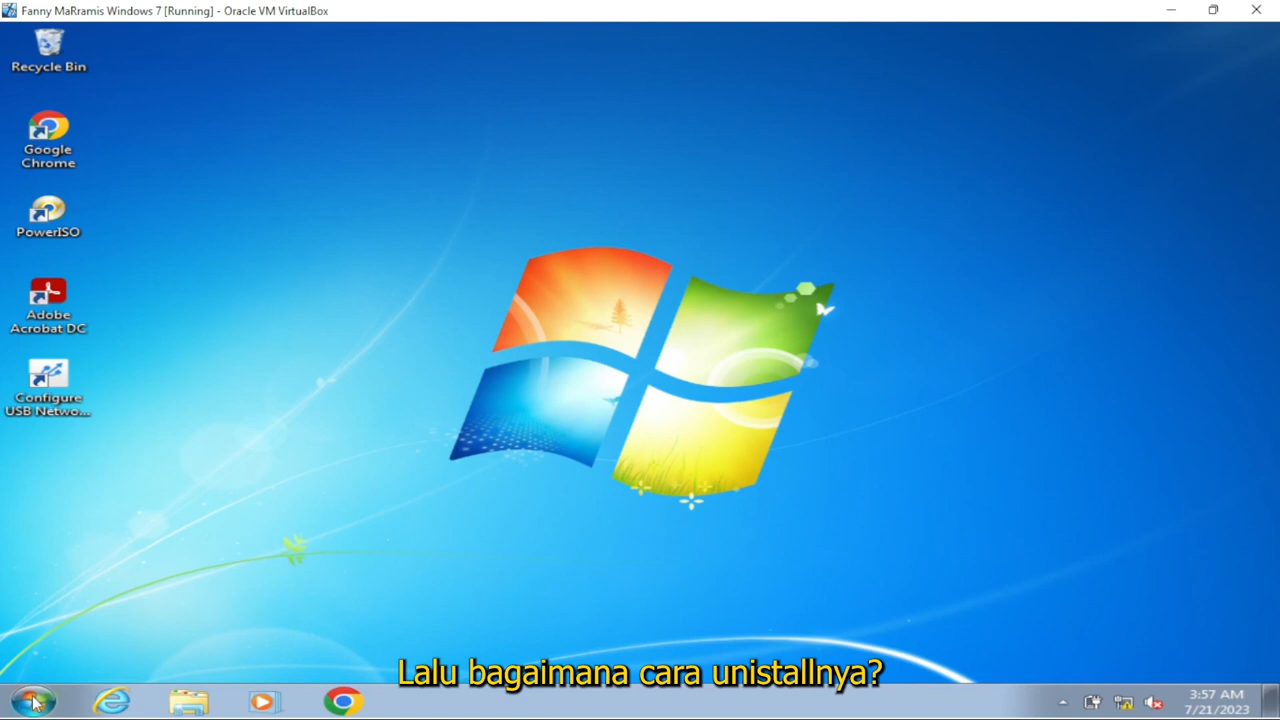 Fanny MaRramis Windows 7 [Running] - Oracle VM VirtualBox
Recycle Bin
Google
Chrome
PowerISO
Adobe
Acrobat DC
Configure
USB Netwo...
Lalu bagaimana cara unistallnya?
3:57 AM
7/21/2023